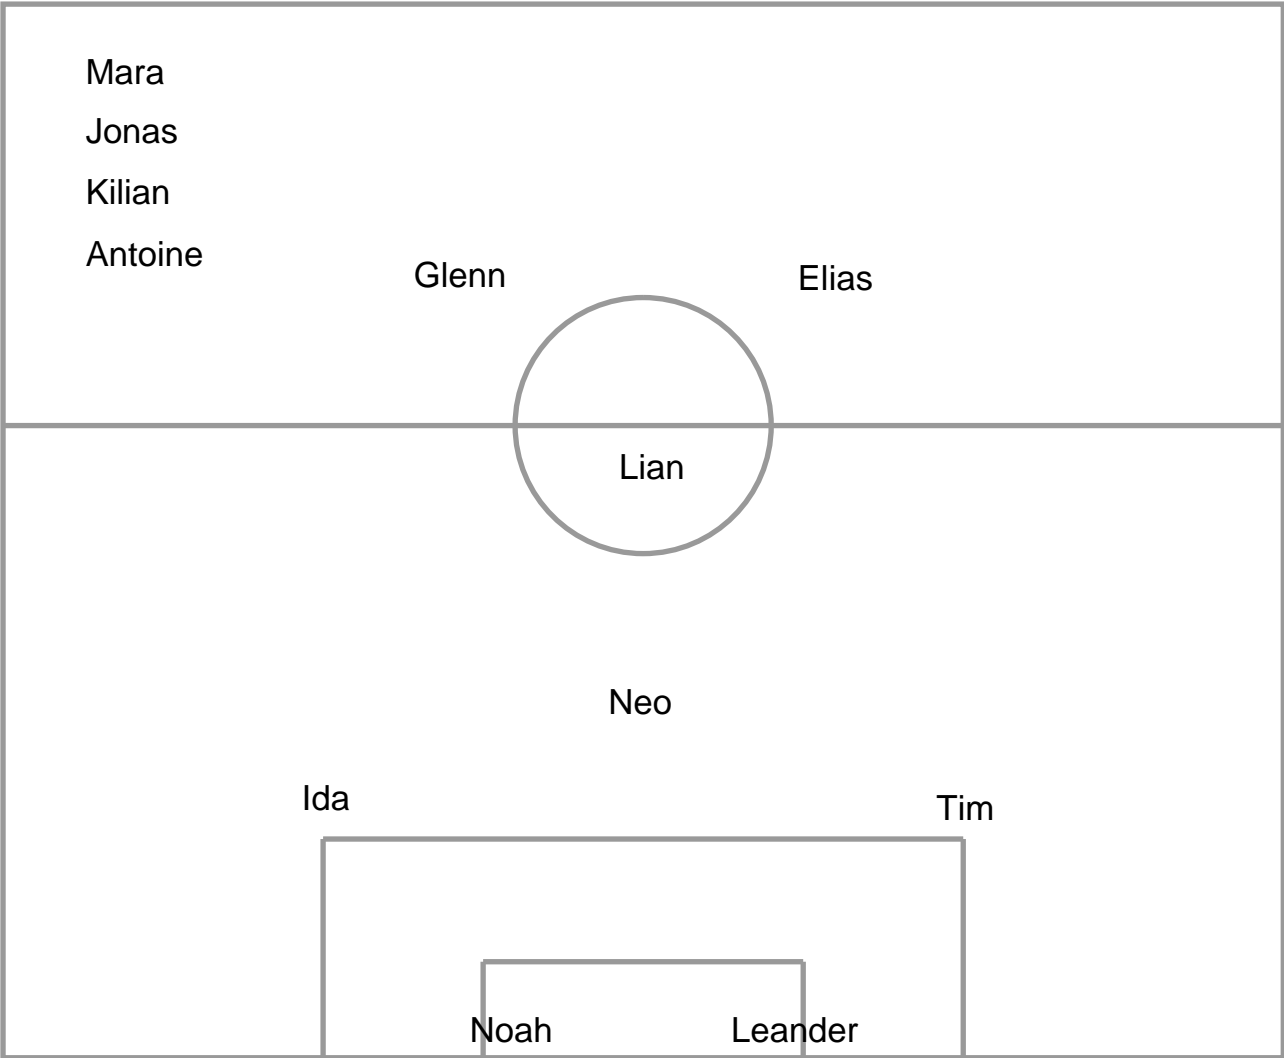 Mara
Jonas
Kilian
Antoine
Glenn Elias
Lian
Neo
Ida Tim
Noah Leander